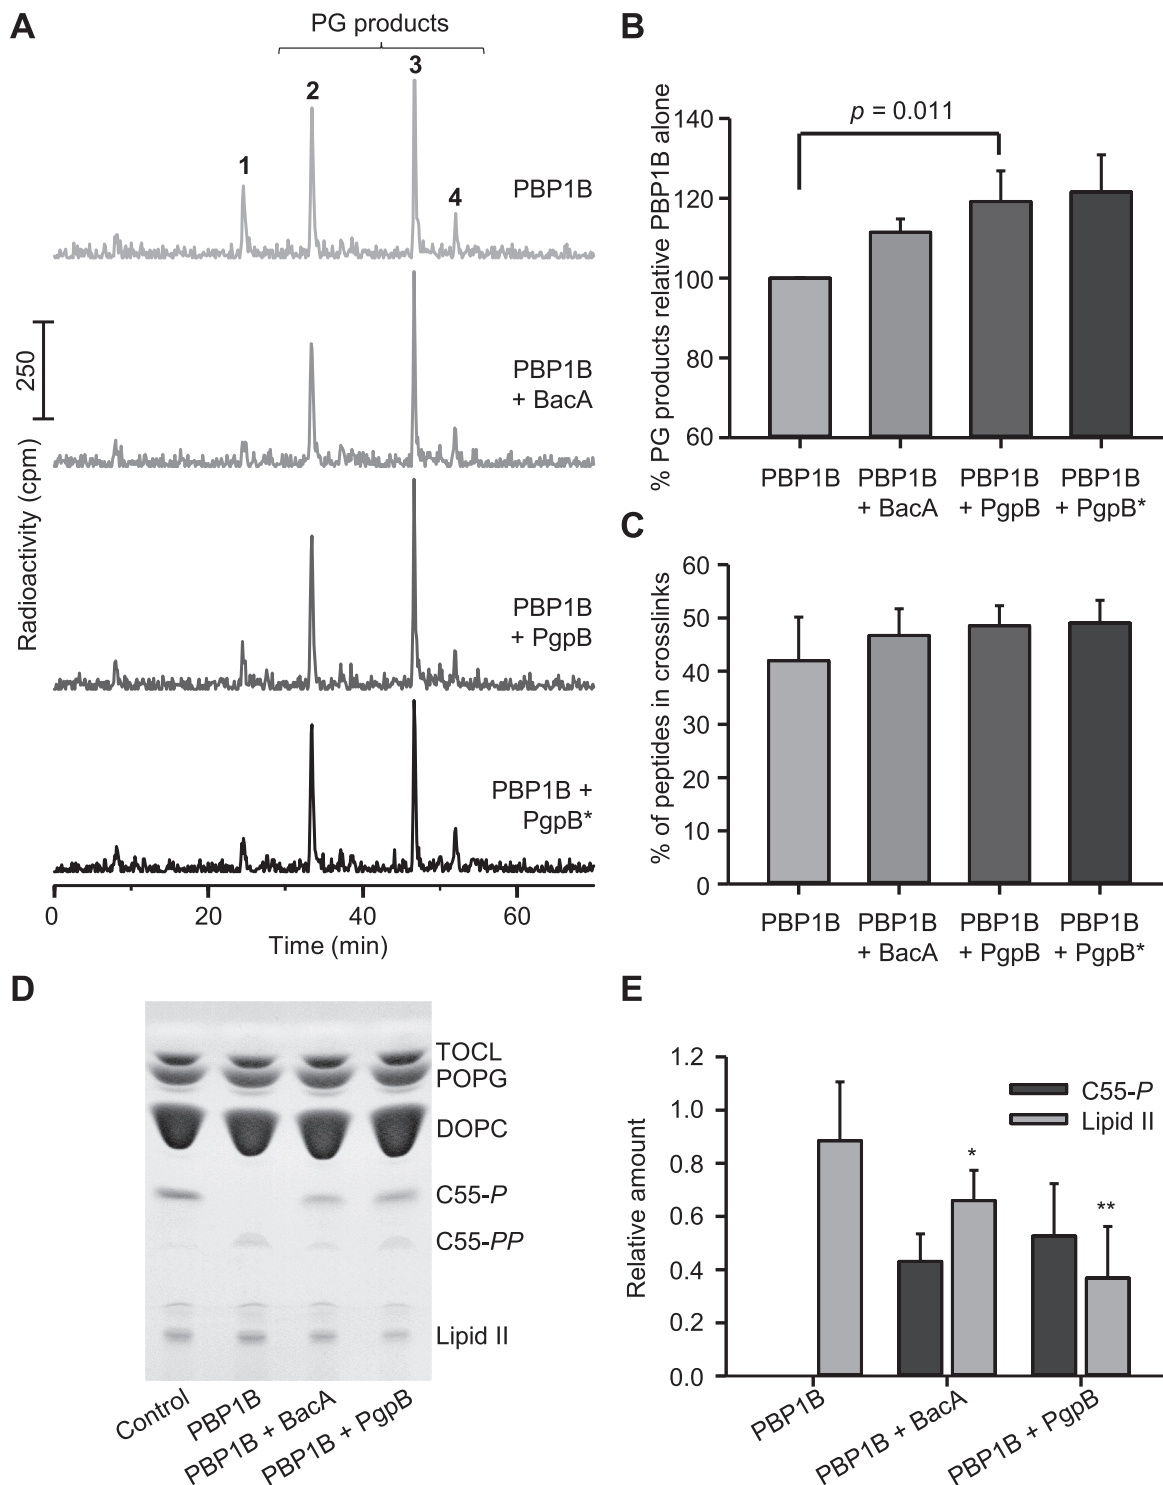 A
PG products
1
2
3
4
PBP1B
PBP1B
+ BacA
PBP1B
+ PgpB
PBP1B +
PgpB*
250
Radioactivity (cpm)
0
20
40
60
Time (min)
B
% PG products relative PBP1B alone
140
120
100
80
60
p = 0.011
PBP1B
PBP1B
+ BacA
PBP1B
+ PgpB
PBP1B
+ PgpB*
C
% of peptides in crosslinks
60
50
40
30
20
10
0
PBP1B
PBP1B
+ BacA
PBP1B
+ PgpB
PBP1B
+ PgpB*
D
TOCL
POPG
DOPC
C55-P
C55-PP
Lipid II
Control
PBP1B
PBP1B + BacA
PBP1B + PgpB
E
Relative amount
1.2
1.0
0.8
0.6
0.4
0.2
0.0
C55-P
Lipid II
*
**
PBP1B
PBP1B + BacA
PBP1B + PgpB